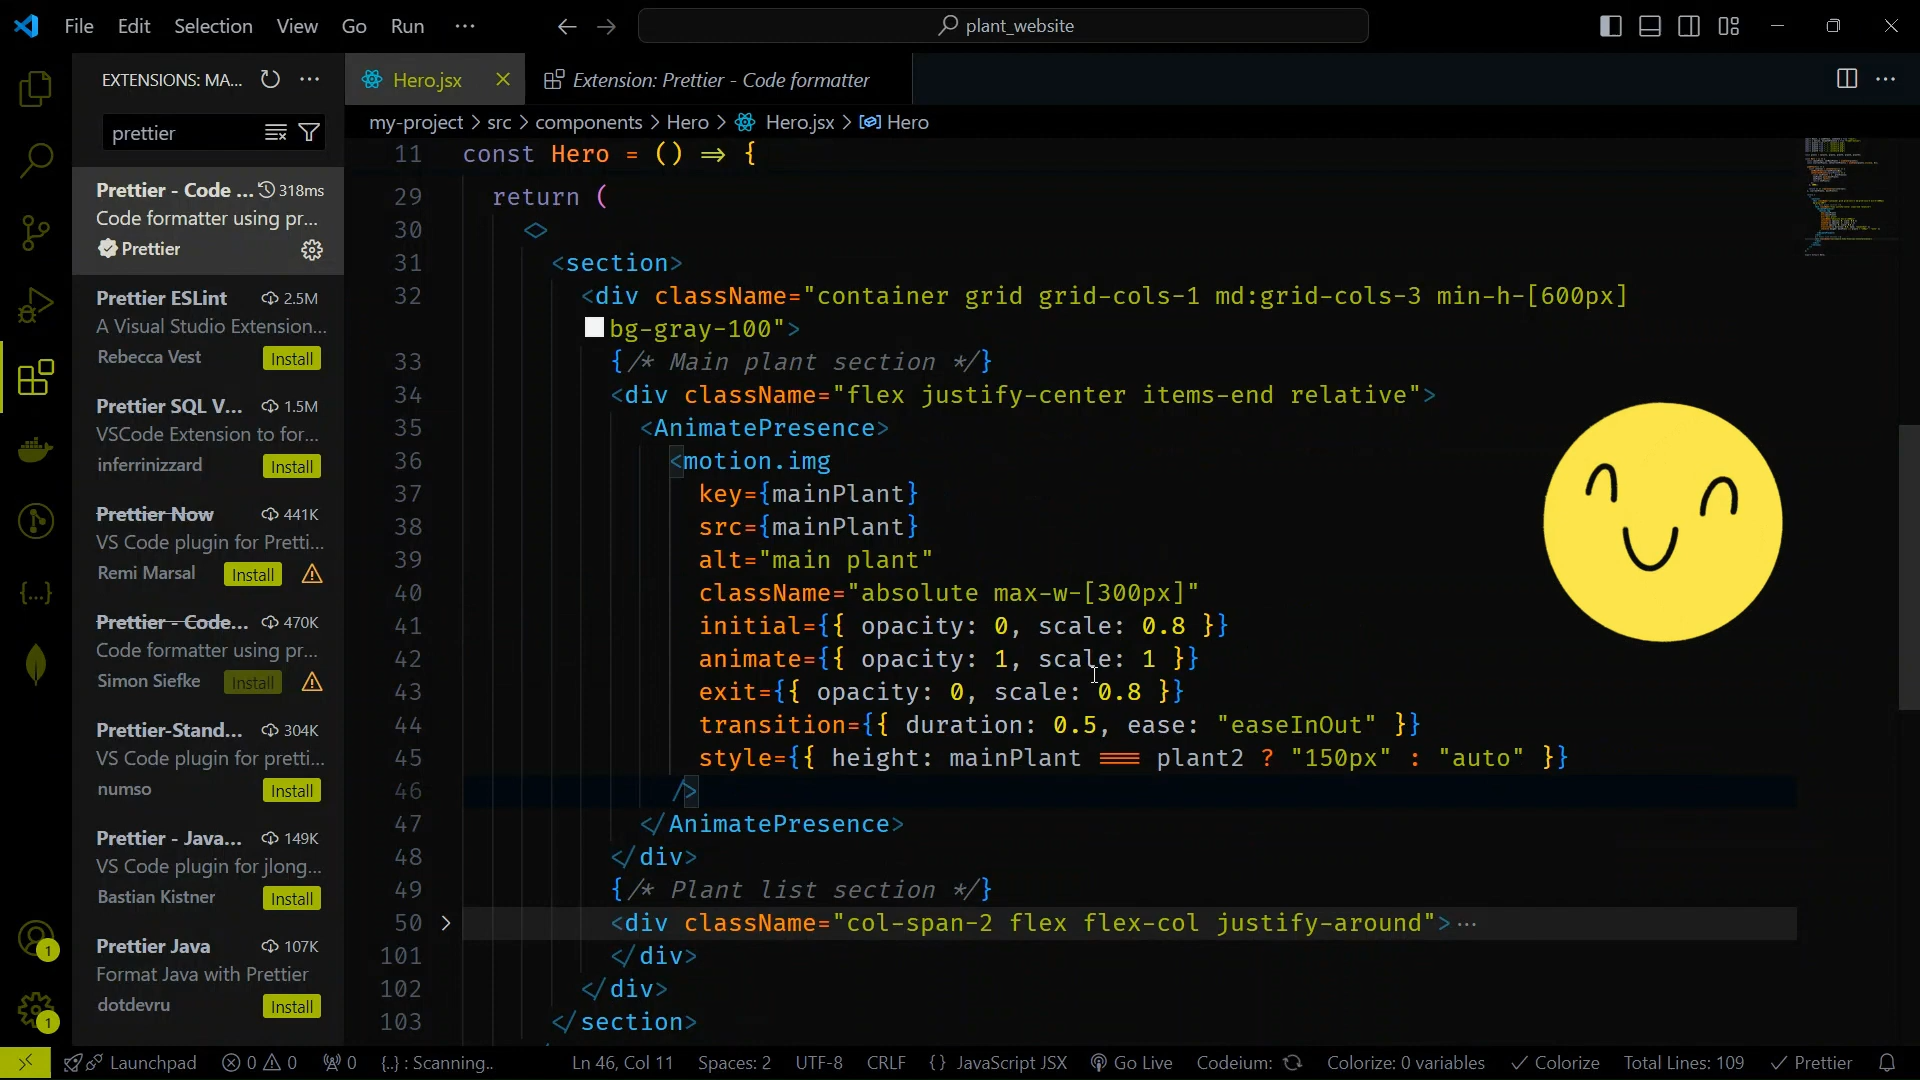 File Edit Selection View Go Run ··· plant_website
EXTENSIONS: MA... ···
Hero.jsx
Extension: Prettier - Code formatter
my-project > src > components > Hero > Hero.jsx > Hero
prettier
Prettier - Code ... 318ms
Code formatter using pr...
Prettier
Prettier ESLint 2.5M
A Visual Studio Extension...
Rebecca Vest Install
Prettier SQL V... 1.5M
VSCode Extension to for...
inferrinizzard Install
Prettier Now 441K
VS Code plugin for Pretti...
Remi Marsal Install
Prettier - Code... 470K
Code formatter using pr...
Simon Siefke Install
Prettier-Stand... 304K
VS Code plugin for pretti...
numso Install
Prettier - Java... 149K
VS Code plugin for jlong...
Bastian Kistner Install
Prettier Java 107K
Format Java with Prettier
dotdevru Install
1
1
11 const Hero = () => {
29 return (
30 <>
31 <section>
32 <div className="container grid grid-cols-1 md:grid-cols-3 min-h-[600px]
bg-gray-100">
33 {/* Main plant section */}
34 <div className="flex justify-center items-end relative">
35 <AnimatePresence>
36 <motion.img
37 key={mainPlant}
38 src={mainPlant}
39 alt="main plant"
40 className="absolute max-w-[300px]"
41 initial={{ opacity: 0, scale: 0.8 }}
42 animate={{ opacity: 1, scale: 1 }}
43 exit={{ opacity: 0, scale: 0.8 }}
44 transition={{ duration: 0.5, ease: "easeInOut" }}
45 style={{ height: mainPlant === plant2 ? "150px" : "auto" }}
46 />
47 </AnimatePresence>
48 </div>
49 {/* Plant list section */}
50 <div className="col-span-2 flex flex-col justify-around">···
101 </div>
102 </div>
103 </section>
Launchpad 0 0 0 {..} : Scanning.. Ln 46, Col 11 Spaces: 2 UTF-8 CRLF {} JavaScript JSX Go Live Codeium: Colorize: 0 variables Colorize Total Lines: 109 Prettier